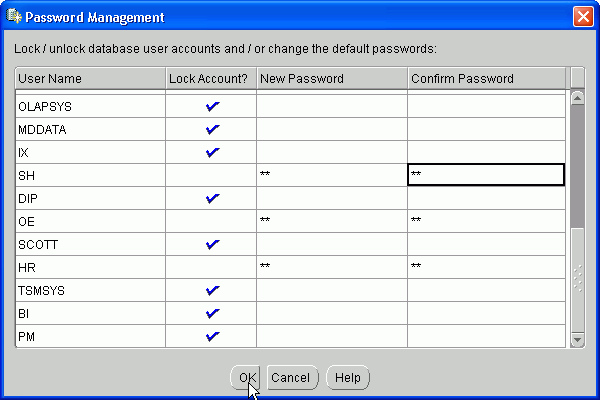 Password Management
Lock / unlock database user accounts and / or change the default passwords:
User Name Lock Account? New Password Confirm Password
OLAPSYS
MDDATA
IX
SH ** **
DIP
OE ** **
SCOTT
HR ** **
TSMSYS
BI
PM
OK Cancel Help